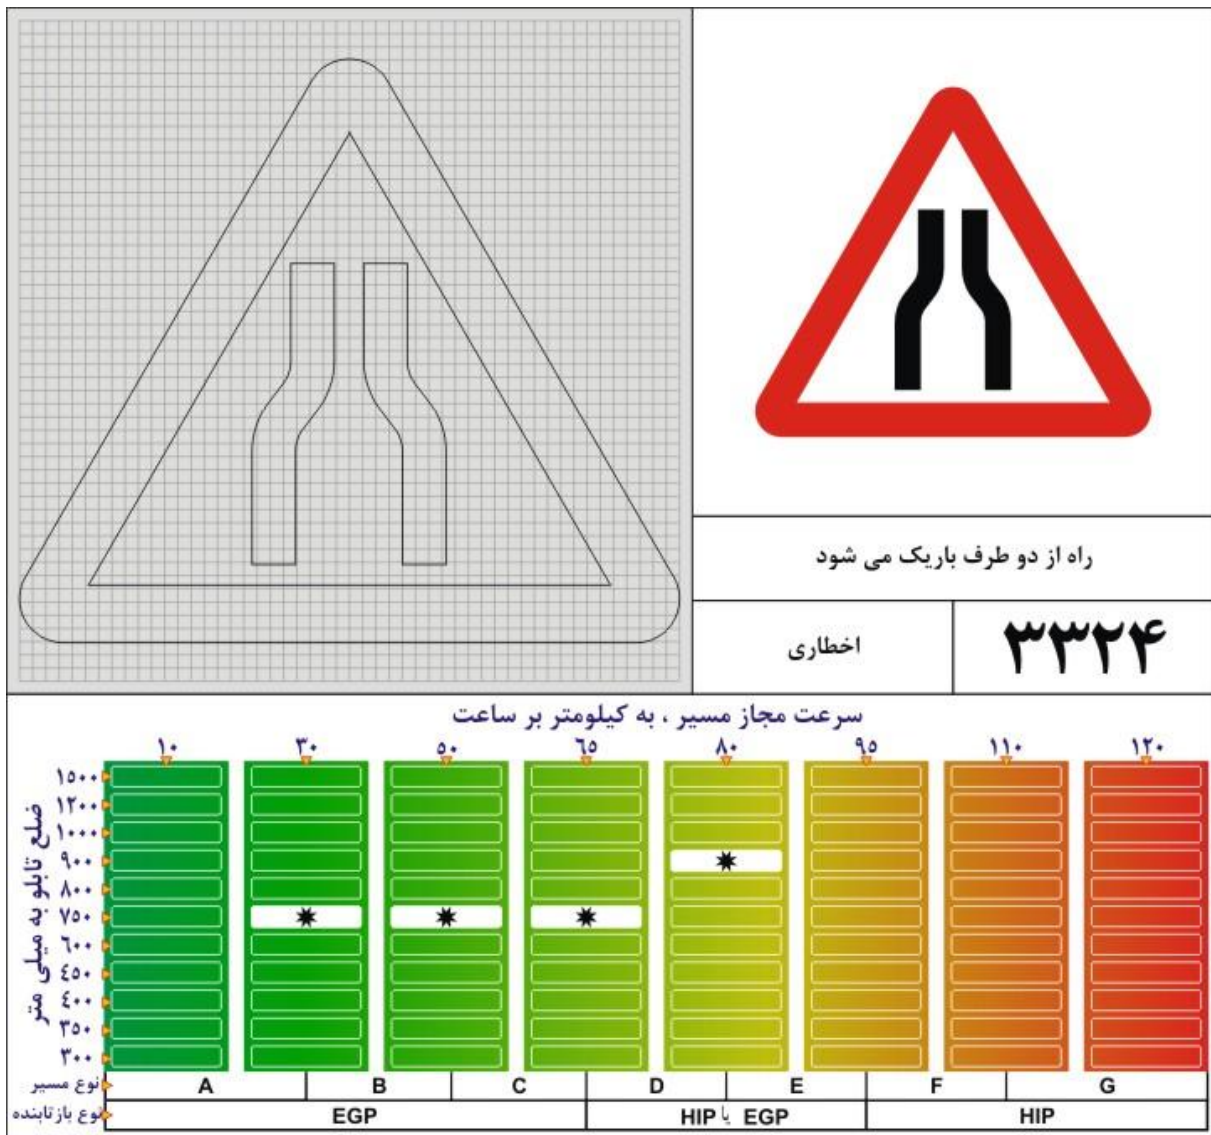 راه از دو طرف باریک می شود
اخطاری
۳۳۲۴
سرعت مجاز مسیر ، به کیلومتر بر ساعت
۱۰ ۳۰ ۵۰ ۶۵ ۸۰ ۹۵ ۱۱۰ ۱۲۰
ضلع تابلو به میلی متر
۱۵۰۰
۱۲۰۰
۱۰۰۰
۹۰۰
۸۰۰
۷۵۰
۶۰۰
٤۵۰
٤۰۰
۳۵۰
۳۰۰
نوع مسیر A B C D E F G
نوع بازتابنده EGP HIP یا EGP HIP